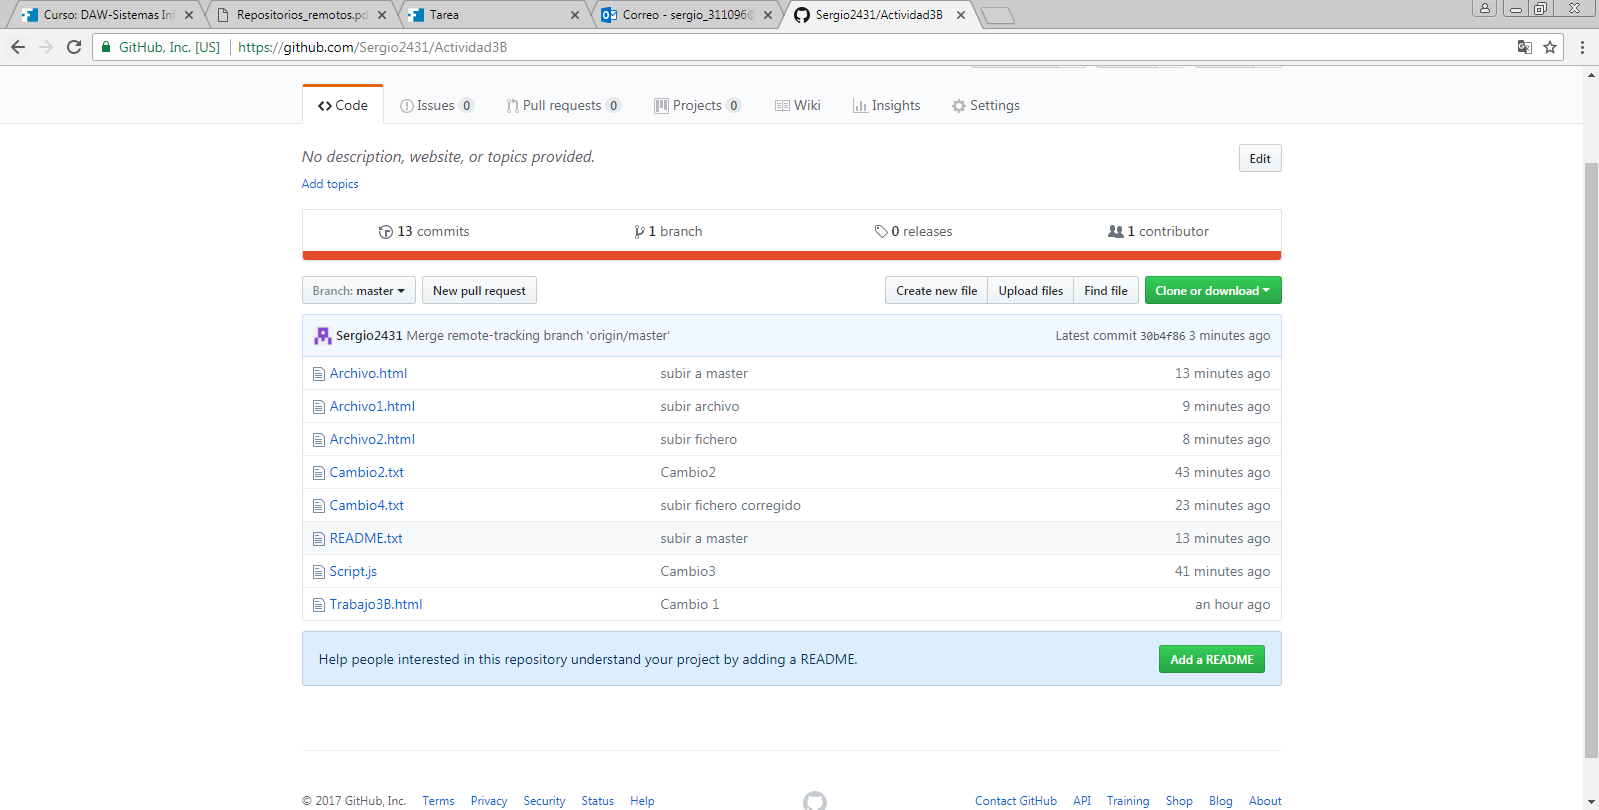 Curso: DAW-Sistemas Inf
Repositorios_remotos.pd
Tarea
Correo - sergio_311096@
Sergio2431/Actividad3B
GitHub, Inc. [US] https://github.com/Sergio2431/Actividad3B
Code Issues 0 Pull requests 0 Projects 0 Wiki Insights Settings
No description, website, or topics provided. Edit
Add topics
13 commits 1 branch 0 releases 1 contributor
Branch: master New pull request Create new file Upload files Find file Clone or download
Sergio2431 Merge remote-tracking branch 'origin/master' Latest commit 30b4f86 3 minutes ago
Archivo.html subir a master 13 minutes ago
Archivo1.html subir archivo 9 minutes ago
Archivo2.html subir fichero 8 minutes ago
Cambio2.txt Cambio2 43 minutes ago
Cambio4.txt subir fichero corregido 23 minutes ago
README.txt subir a master 13 minutes ago
Script.js Cambio3 41 minutes ago
Trabajo3B.html Cambio 1 an hour ago
Help people interested in this repository understand your project by adding a README. Add a README
© 2017 GitHub, Inc. Terms Privacy Security Status Help Contact GitHub API Training Shop Blog About